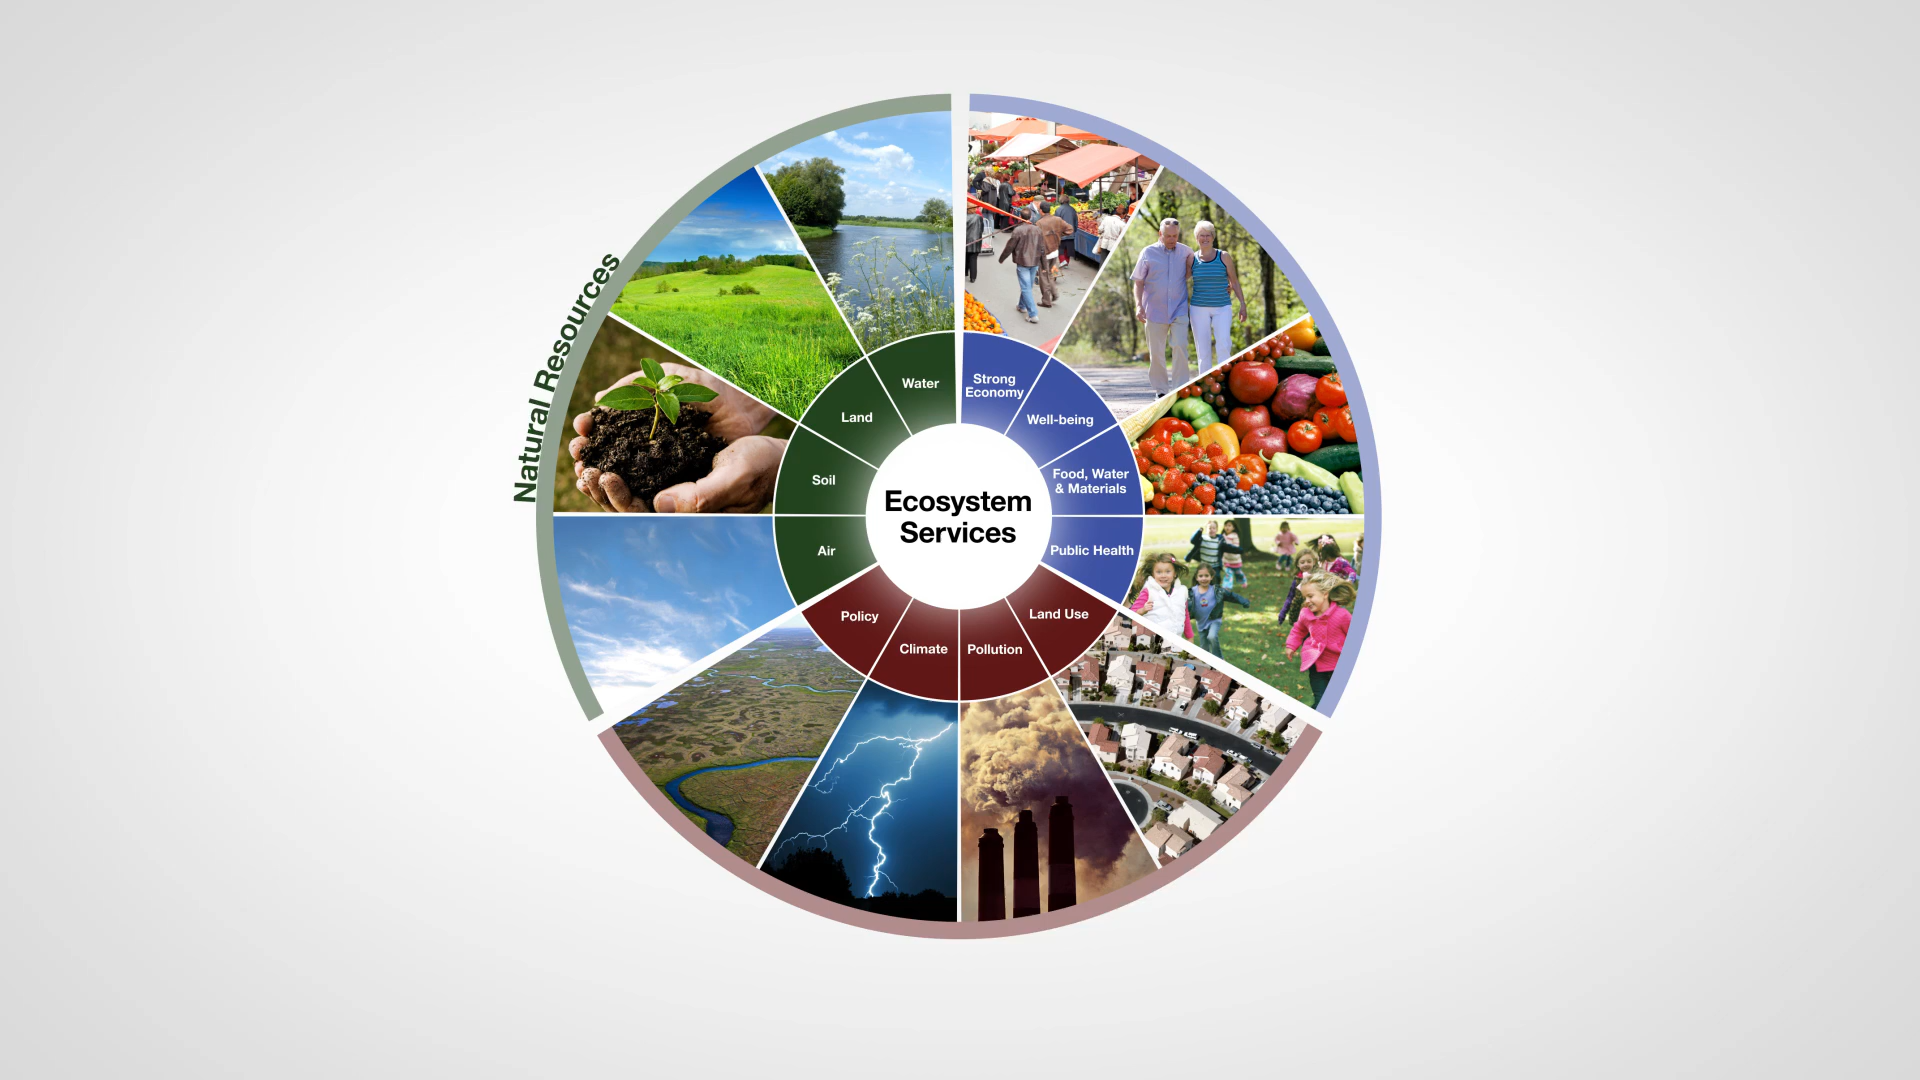 Natural Resources
Water
Land
Soil
Air
Strong
Economy
Well-being
Food, Water
& Materials
Public Health
Ecosystem
Services
Land Use
Pollution
Climate
Policy